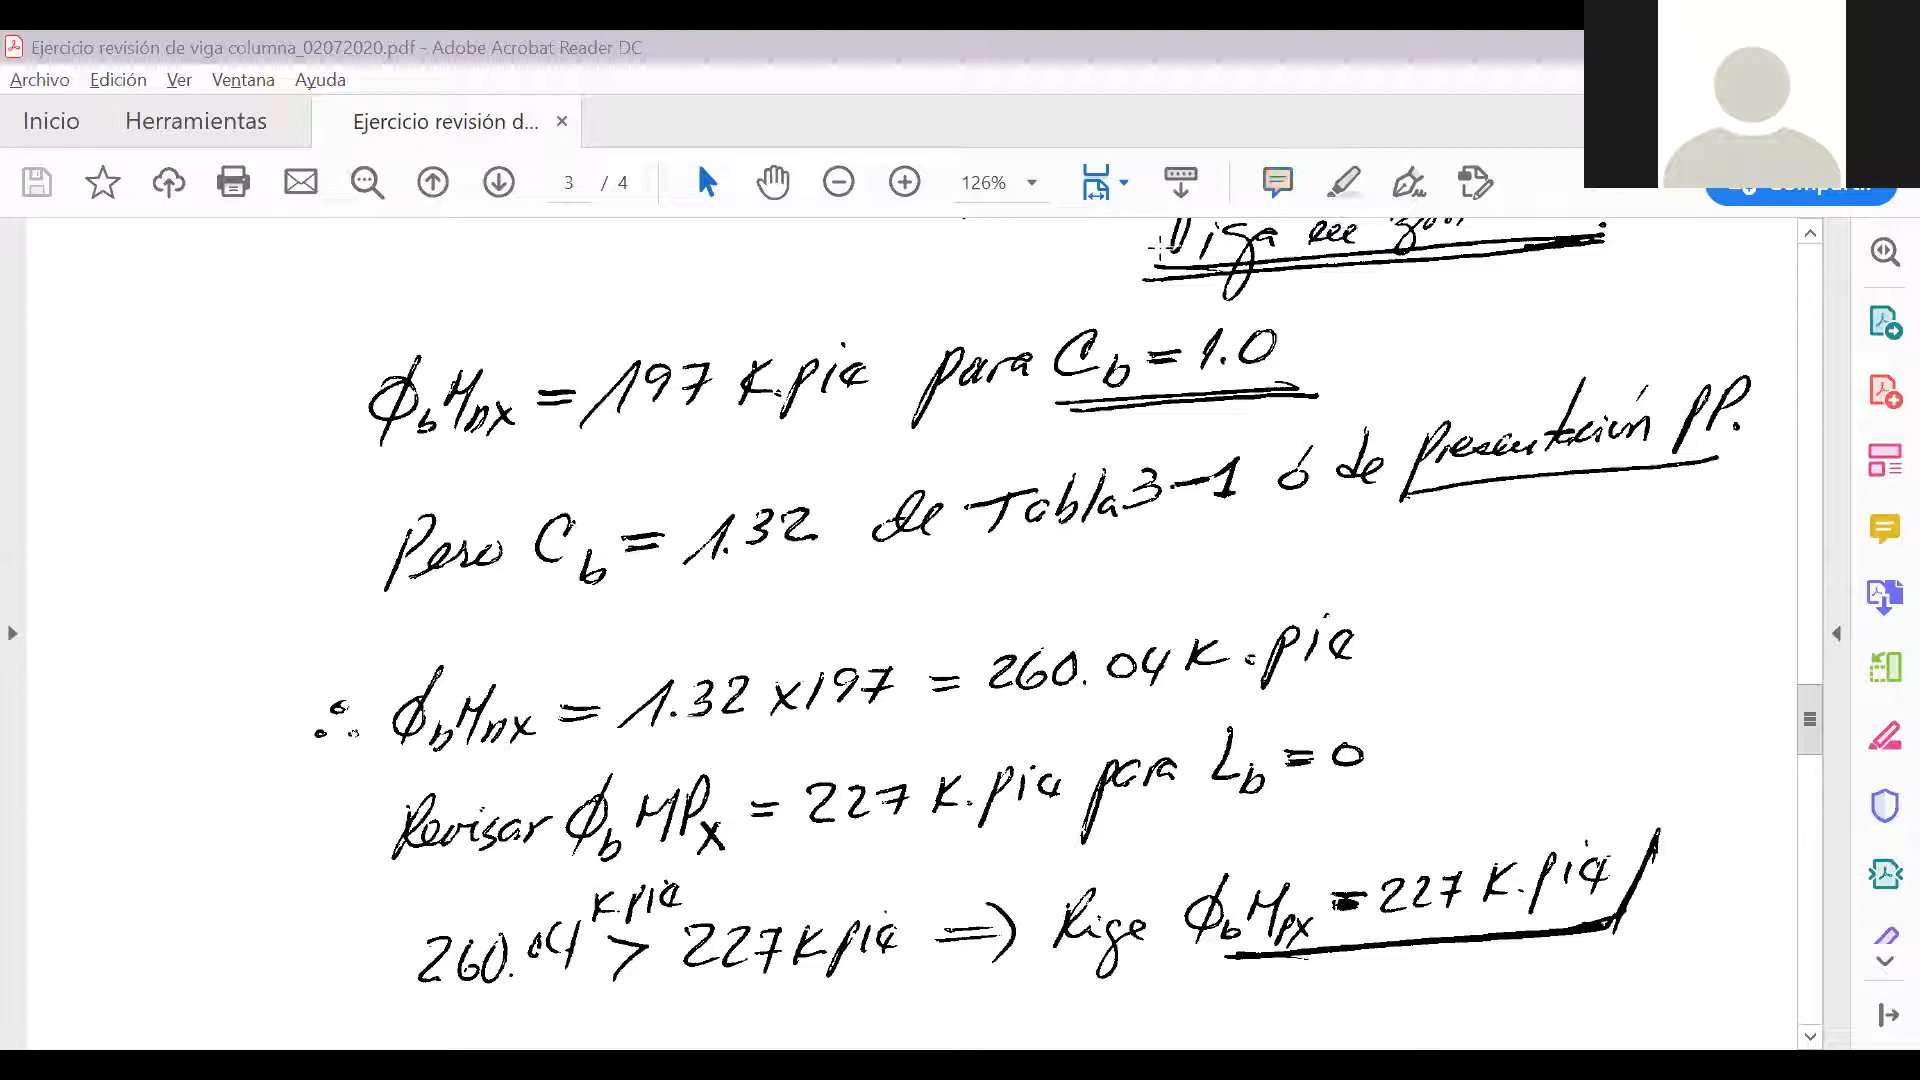 Ejercicio revisión de viga columna_02072020.pdf - Adobe Acrobat Reader DC
Archivo Edición Ver Ventana Ayuda
Inicio Herramientas Ejercicio revisión d... ×
3 / 4 126%
Viga en
ϕbMnx = 197 K.pie para Cb = 1.0
Pero Cb = 1.32 de Tabla 3-1 ó de presentación PP.
∴ ϕbMnx = 1.32 x 197 = 260.04 K.pie
Revisar ϕbMPx = 227 K.pie para Lb = 0
260.04 K.pie > 227 K pie ⇒ Rige ϕbMpx = 227 K.pie